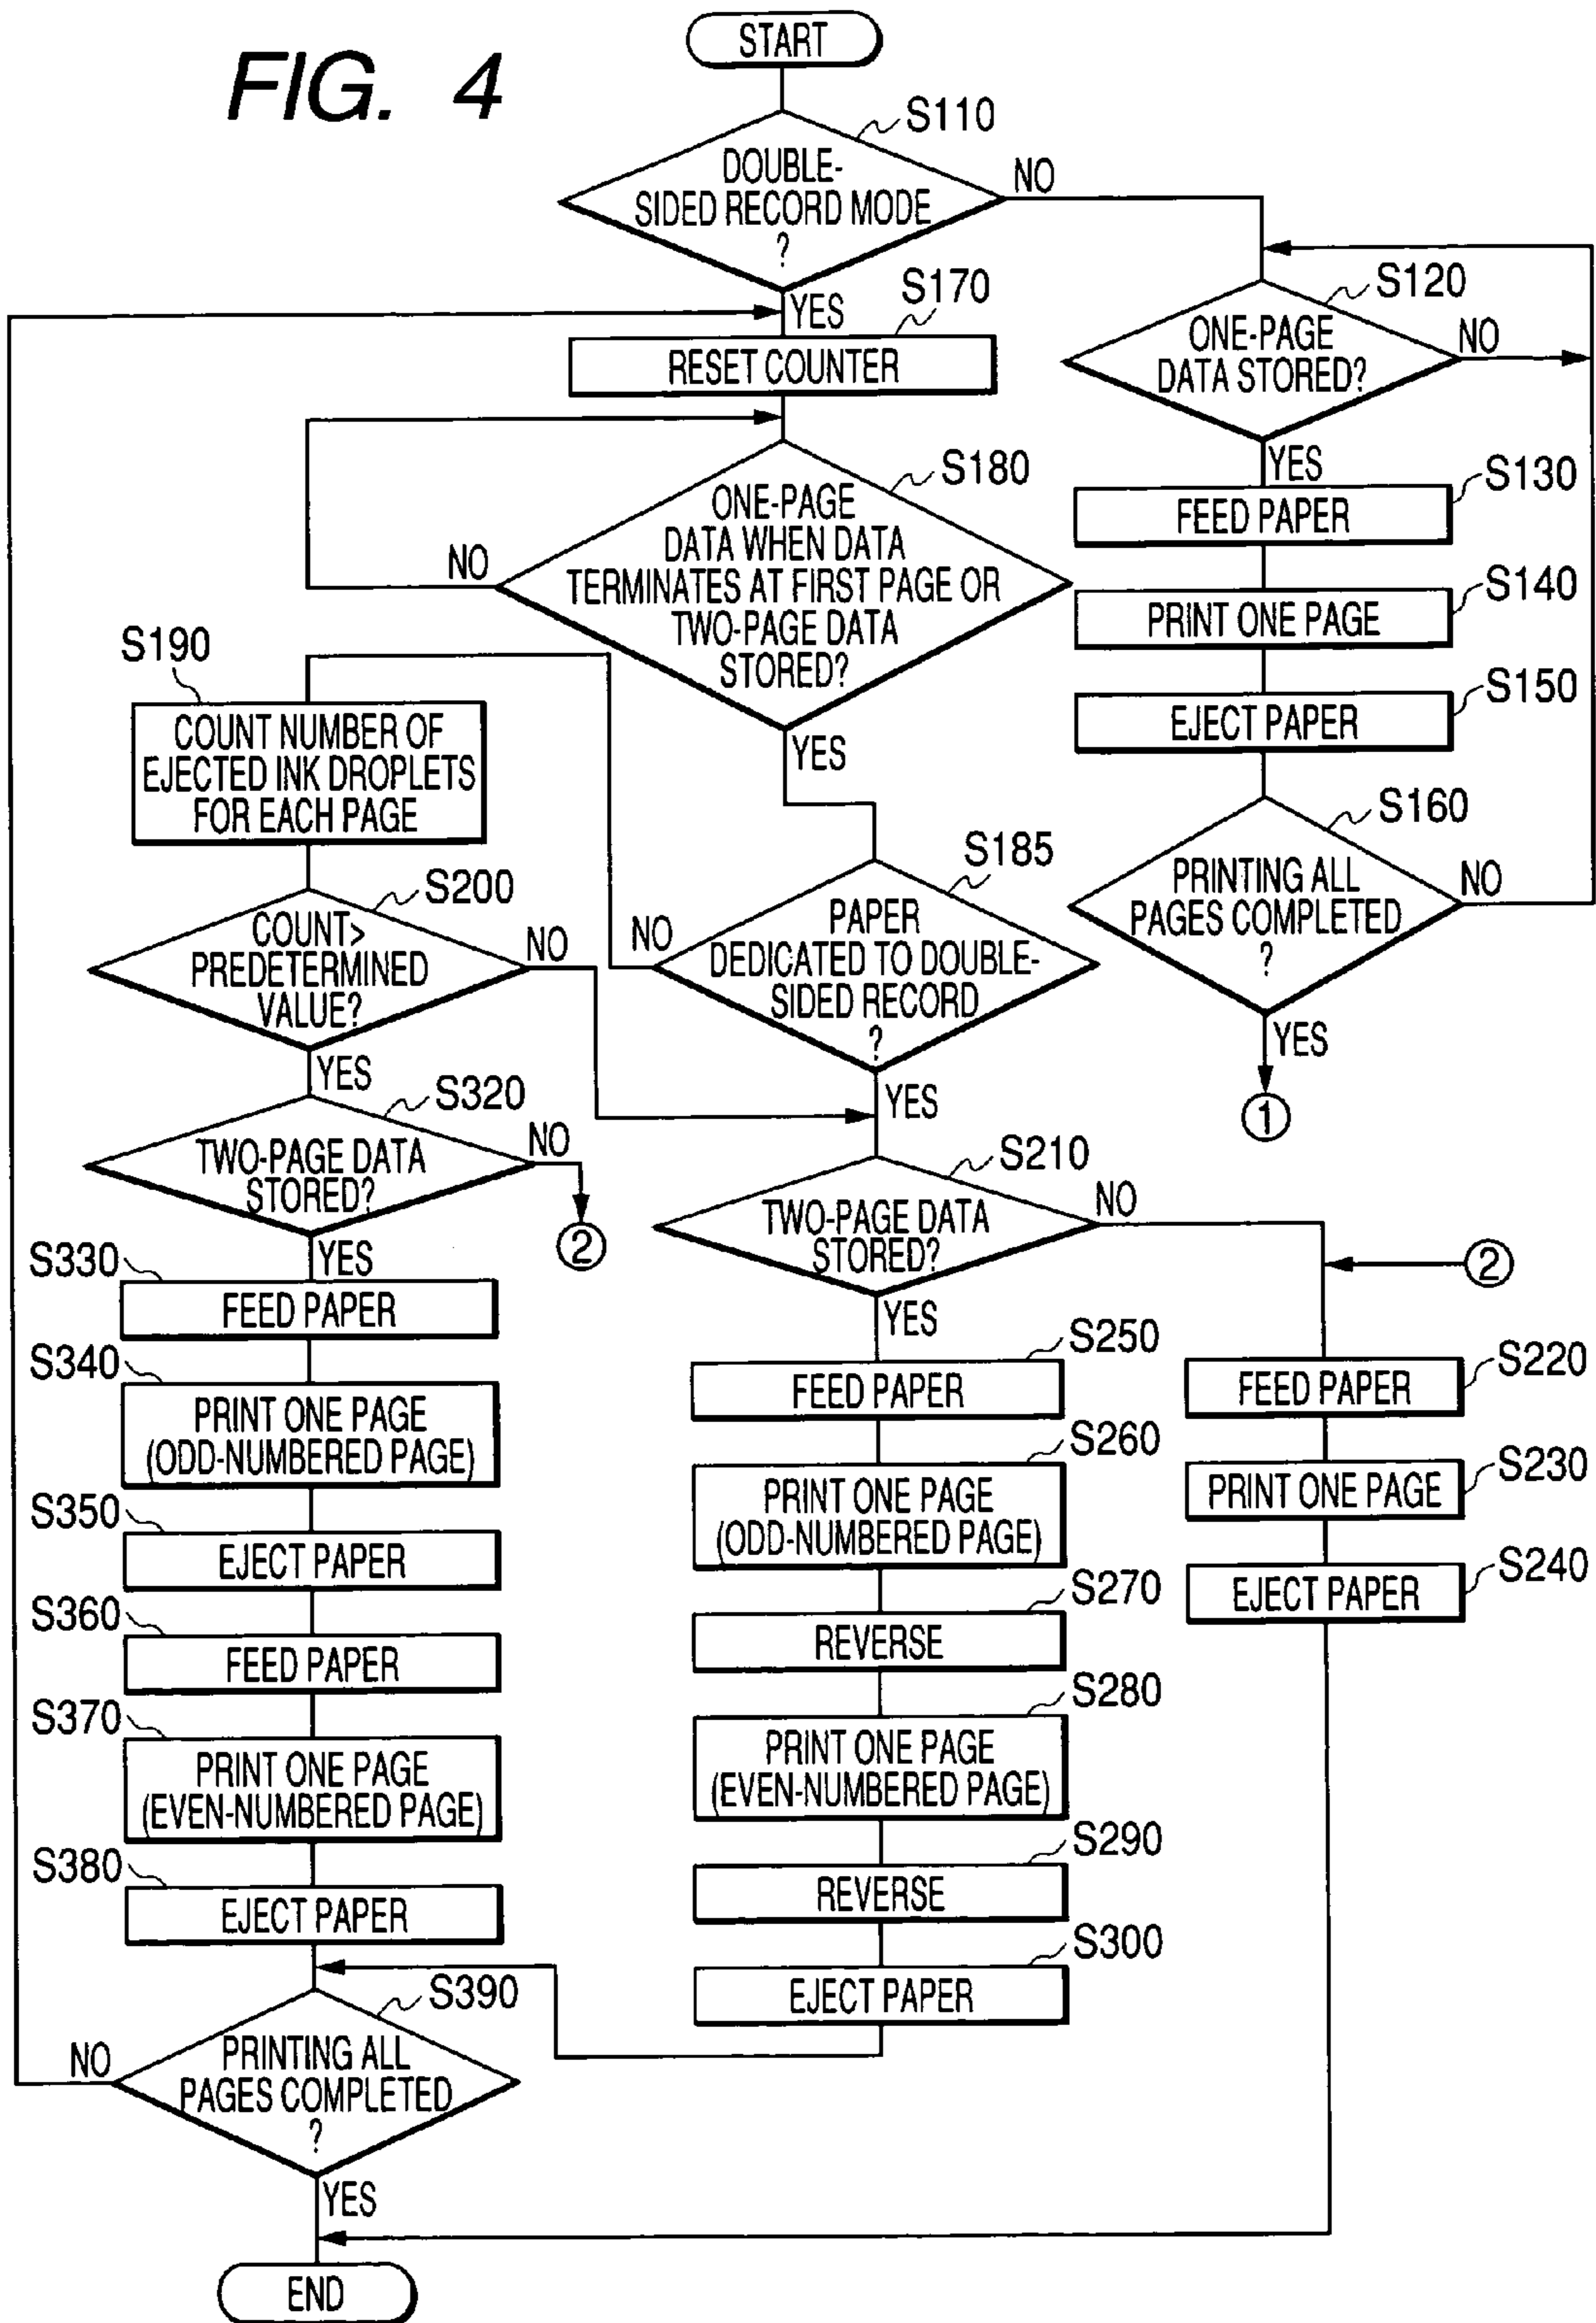 FIG. 4
START
S110
DOUBLE-
SIDED RECORD MODE
?
NO
YES
S170
RESET COUNTER
S120
ONE-PAGE
DATA STORED?
NO
YES
S130
FEED PAPER
S140
PRINT ONE PAGE
S150
EJECT PAPER
S160
PRINTING ALL
PAGES COMPLETED
?
NO
YES
1
S180
ONE-PAGE
DATA WHEN DATA
TERMINATES AT FIRST PAGE OR
TWO-PAGE DATA
STORED?
NO
YES
S185
PAPER
DEDICATED TO DOUBLE-
SIDED RECORD
?
NO
YES
S190
COUNT NUMBER OF
EJECTED INK DROPLETS
FOR EACH PAGE
S200
COUNT>
PREDETERMINED
VALUE?
NO
YES
S320
TWO-PAGE DATA
STORED?
NO
2
YES
S330
FEED PAPER
S340
PRINT ONE PAGE
(ODD-NUMBERED PAGE)
S350
EJECT PAPER
S360
FEED PAPER
S370
PRINT ONE PAGE
(EVEN-NUMBERED PAGE)
S380
EJECT PAPER
S390
PRINTING ALL
PAGES COMPLETED
?
NO
YES
END
S210
TWO-PAGE DATA
STORED?
NO
YES
2
S250
FEED PAPER
S260
PRINT ONE PAGE
(ODD-NUMBERED PAGE)
S270
REVERSE
S280
PRINT ONE PAGE
(EVEN-NUMBERED PAGE)
S290
REVERSE
S300
EJECT PAPER
S220
FEED PAPER
S230
PRINT ONE PAGE
S240
EJECT PAPER